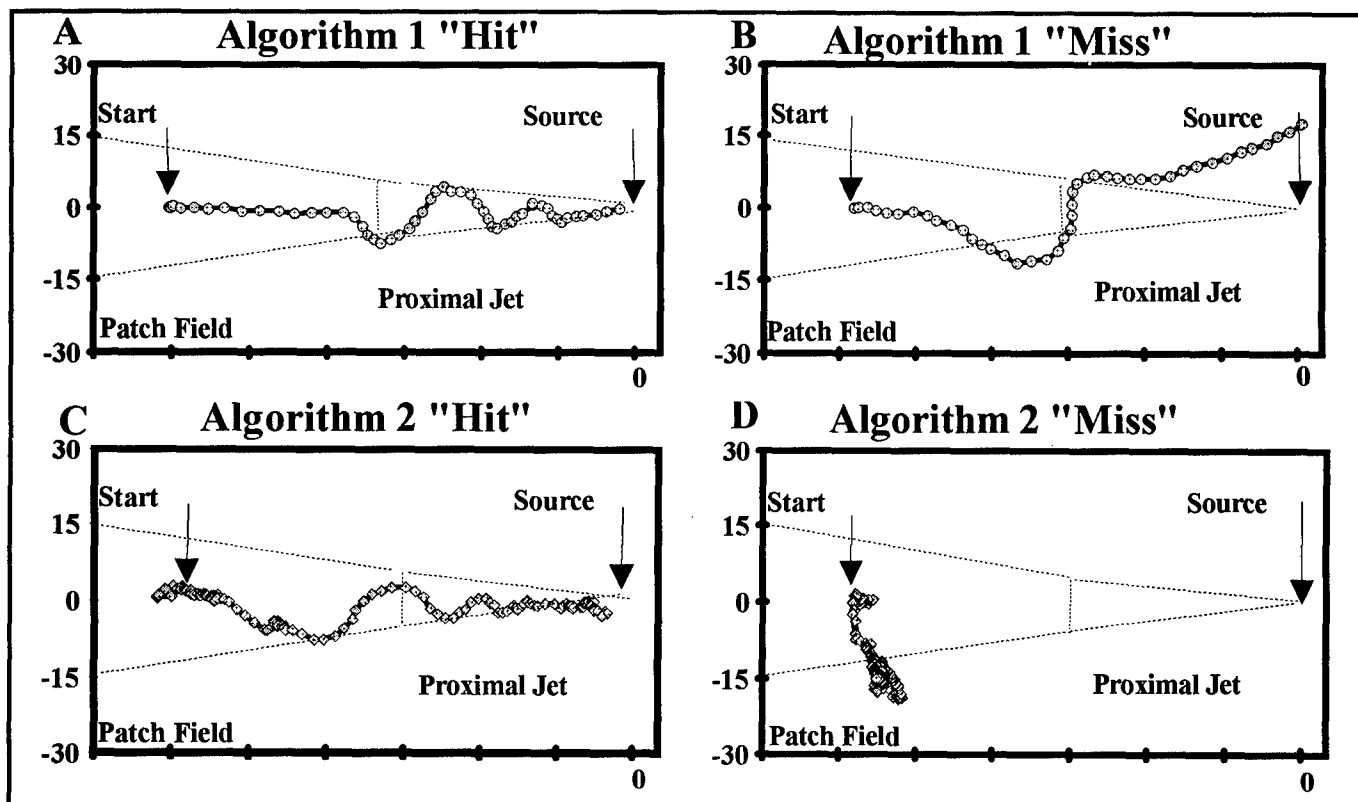 A Algorithm 1 "Hit"
30
Start
Source
15
0
-15
Proximal Jet
Patch Field
-30
0
B Algorithm 1 "Miss"
30
Start
Source
15
0
-15
Proximal Jet
Patch Field
-30
0
C Algorithm 2 "Hit"
30
Start
Source
15
0
-15
Proximal Jet
Patch Field
-30
0
D Algorithm 2 "Miss"
30
Start
Source
15
0
-15
Proximal Jet
Patch Field
-30
0